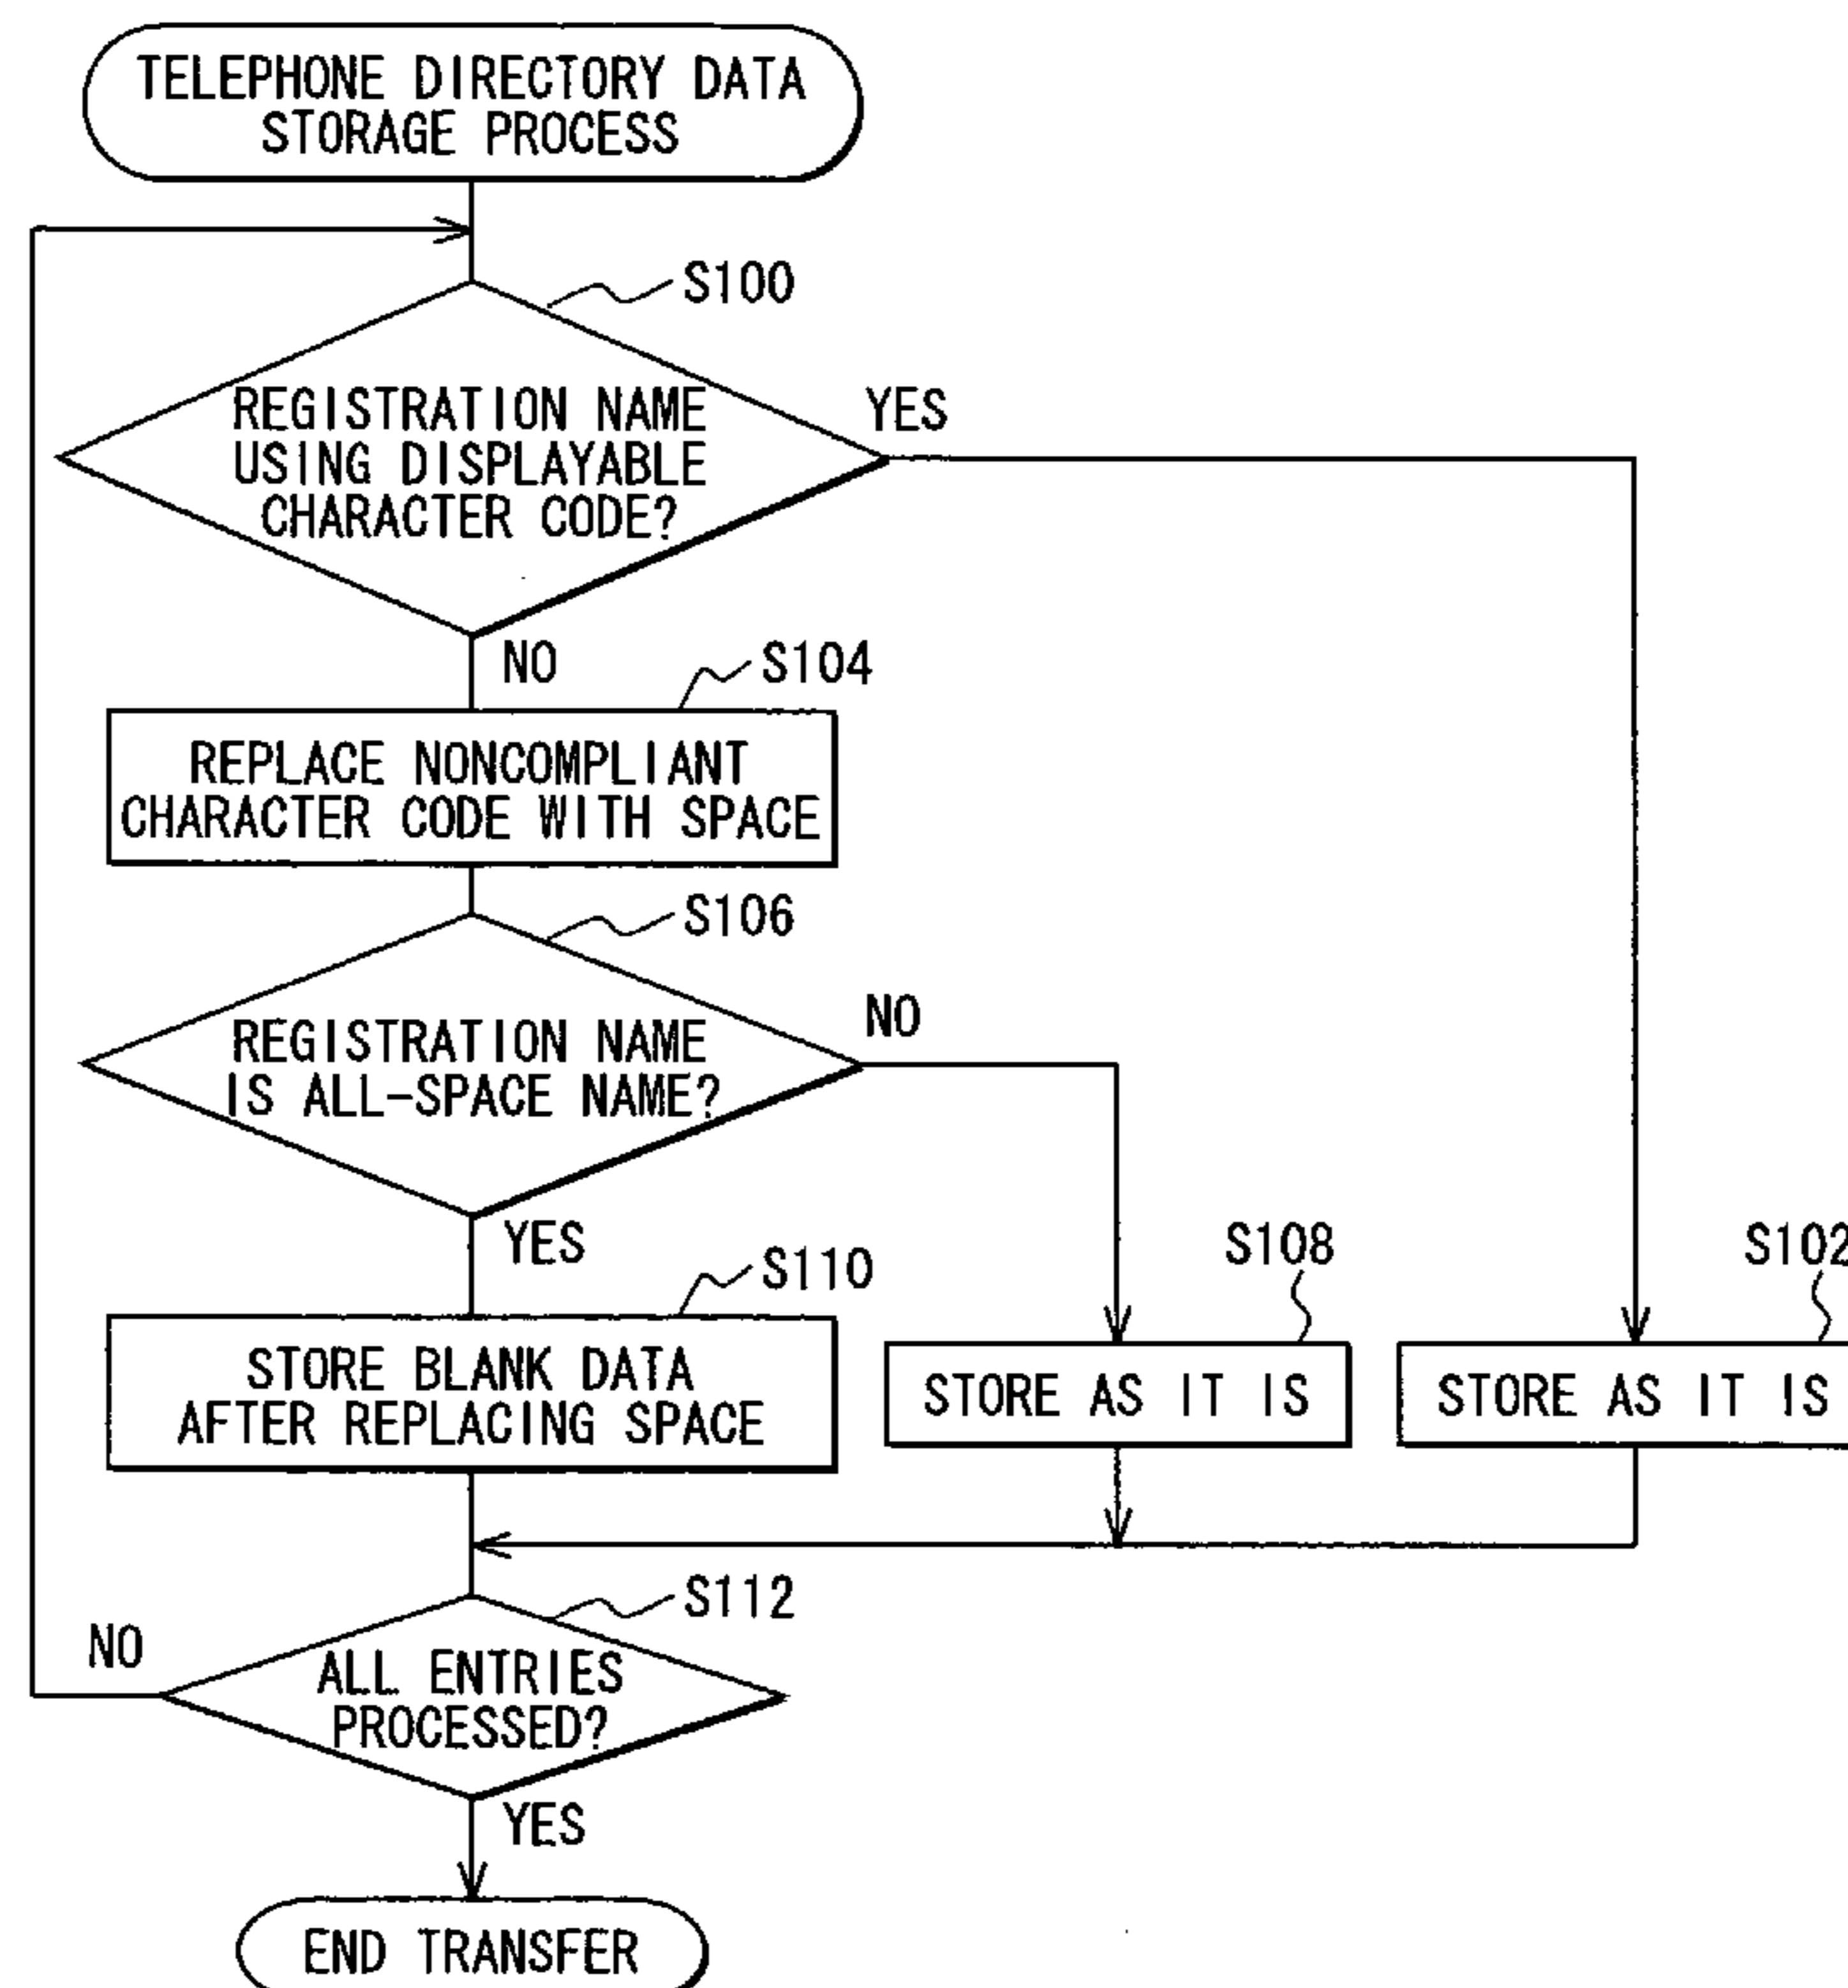 TELEPHONE DIRECTORY DATA
STORAGE PROCESS
S100
REGISTRATION NAME
USING DISPLAYABLE
CHARACTER CODE?
YES
NO
S104
REPLACE NONCOMPLIANT
CHARACTER CODE WITH SPACE
S106
REGISTRATION NAME
IS ALL-SPACE NAME?
NO
YES
S110
S108
S102
STORE BLANK DATA
AFTER REPLACING SPACE
STORE AS IT IS
STORE AS IT IS
S112
NO
ALL ENTRIES
PROCESSED?
YES
END TRANSFER